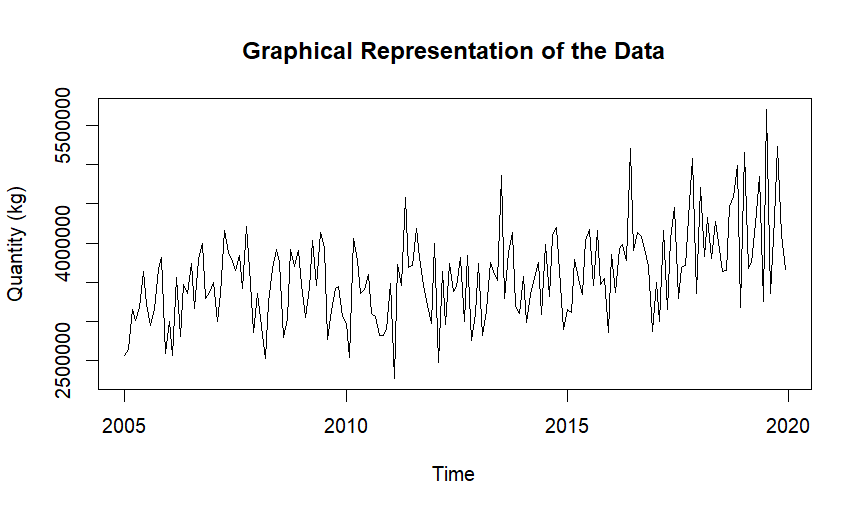 Graphical Representation of the Data
Quantity (kg)
5500000
4000000
2500000
2005 2010 2015 2020
Time